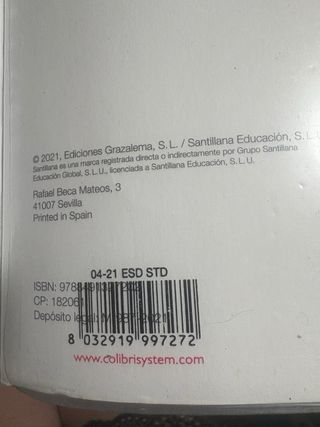 © 2021, Ediciones Grazalema, S.L. / Santillana Educación, S.L.U.
Santillana es una marca registrada directa o indirectamente por Grupo Santillana
Educación Global, S.L.U., licenciada a Santillana Educación, S.L.U.
Rafael Beca Mateos, 3
41007 Sevilla
Printed in Spain
04-21 ESD STD
ISBN:
CP: 182061
Depósito legal:
8 032919 997272
www.colibrisystem.com